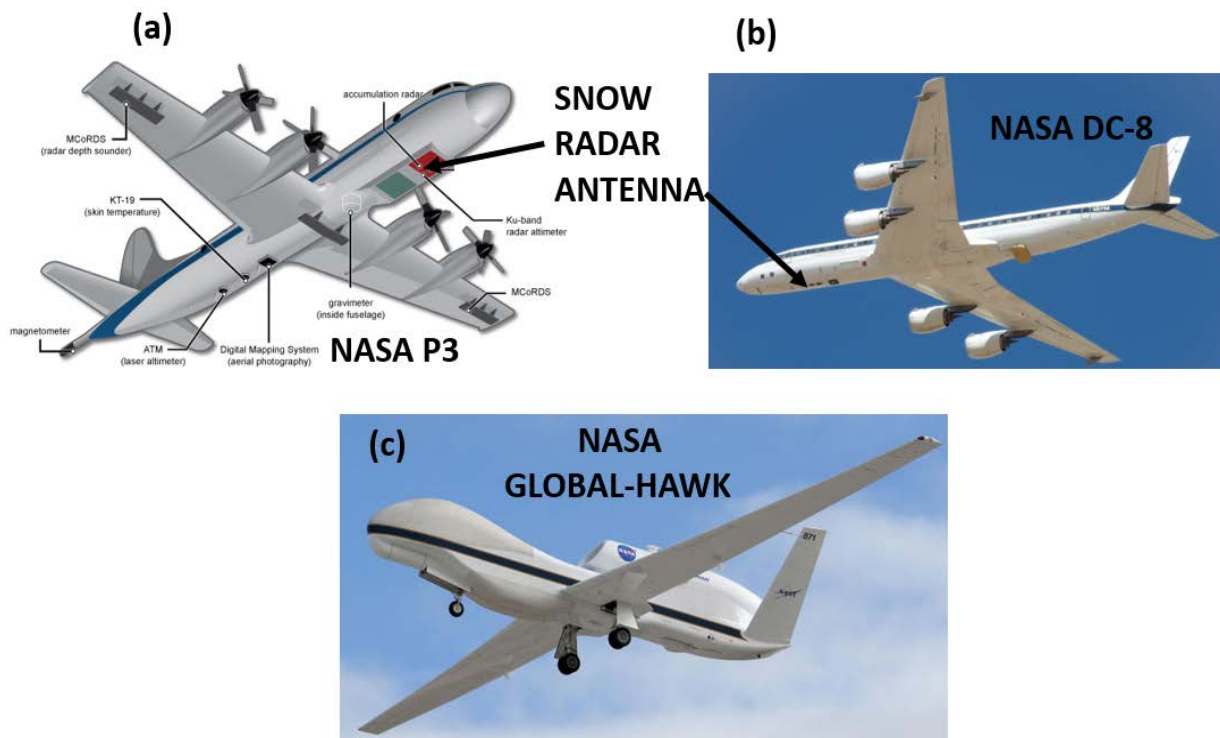 (a)
accumulation radar
MCoRDS
(radar depth sounder)
KT-19
(skin temperature)
Ku-band
radar altimeter
MCoRDS
gravimeter
(inside fuselage)
magnetometer
ATM
(laser altimeter)
Digital Mapping System
(aerial photography)
NASA P3
SNOW
RADAR
ANTENNA
(b)
NASA DC-8
(c)
NASA
GLOBAL-HAWK
NASA
871
NASA